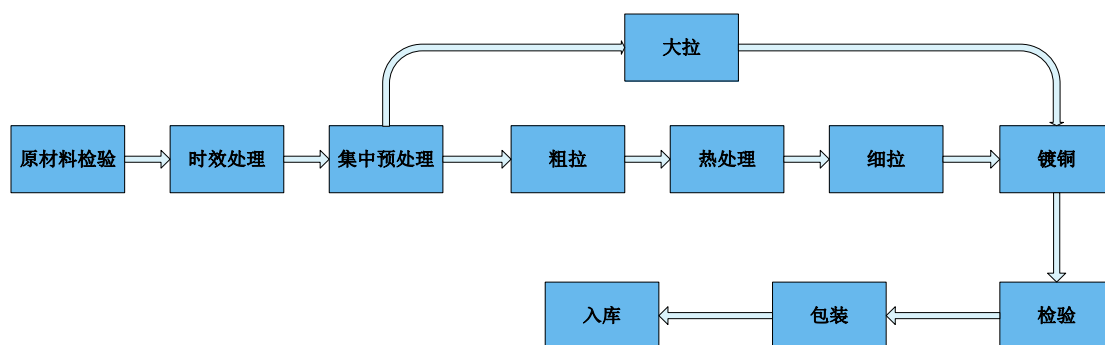 大拉
原材料检验
时效处理
集中预处理
粗拉
热处理
细拉
镀铜
入库
包装
检验